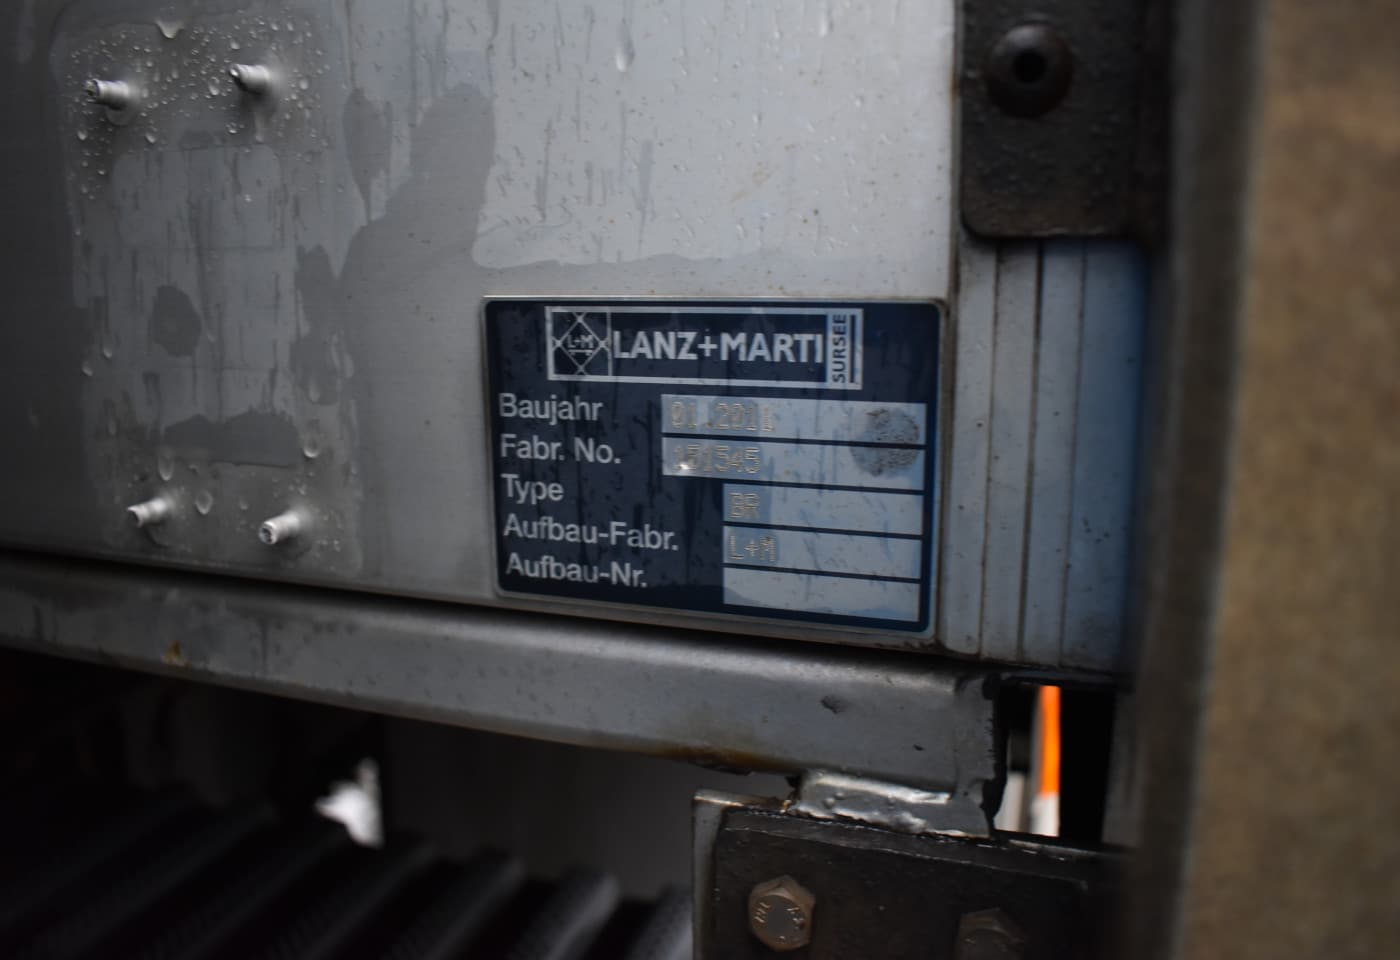 L+M LANZ+MARTI SURSEE
Baujahr 01.2011
Fabr. No. 151545
Type BR
Aufbau-Fabr. L+M
Aufbau-Nr.